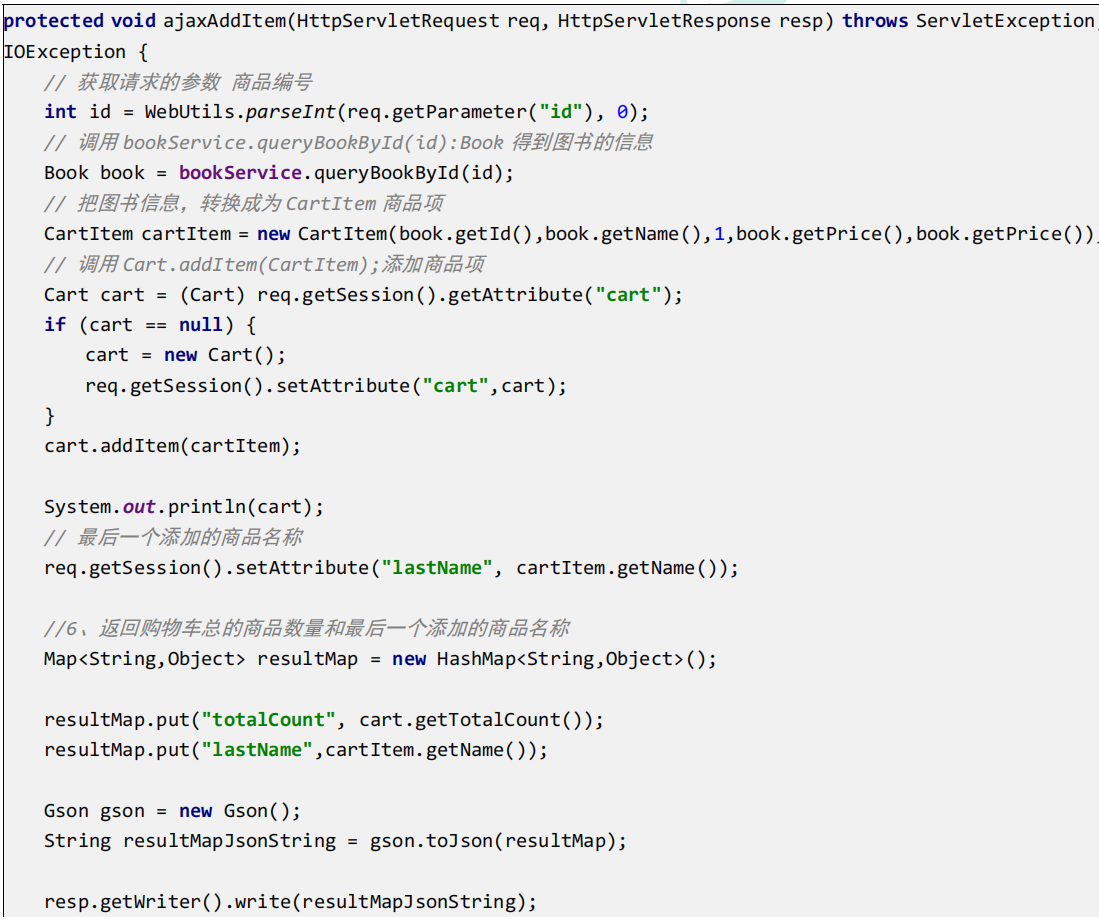 protected void ajaxAddItem(HttpServletRequest req, HttpServletResponse resp) throws ServletException,
IOException {
// 获取请求的参数 商品编号
int id = WebUtils.parseInt(req.getParameter("id"), 0);
// 调用 bookService.queryBookById(id):Book 得到图书的信息
Book book = bookService.queryBookById(id);
// 把图书信息，转换成为 CartItem 商品项
CartItem cartItem = new CartItem(book.getId(),book.getName(),1,book.getPrice(),book.getPrice());
// 调用 Cart.addItem(CartItem);添加商品项
Cart cart = (Cart) req.getSession().getAttribute("cart");
if (cart == null) {
cart = new Cart();
req.getSession().setAttribute("cart",cart);
}
cart.addItem(cartItem);
System.out.println(cart);
// 最后一个添加的商品名称
req.getSession().setAttribute("lastName", cartItem.getName());
//6、返回购物车总的商品数量和最后一个添加的商品名称
Map<String,Object> resultMap = new HashMap<String,Object>();
resultMap.put("totalCount", cart.getTotalCount());
resultMap.put("lastName",cartItem.getName());
Gson gson = new Gson();
String resultMapJsonString = gson.toJson(resultMap);
resp.getWriter().write(resultMapJsonString);